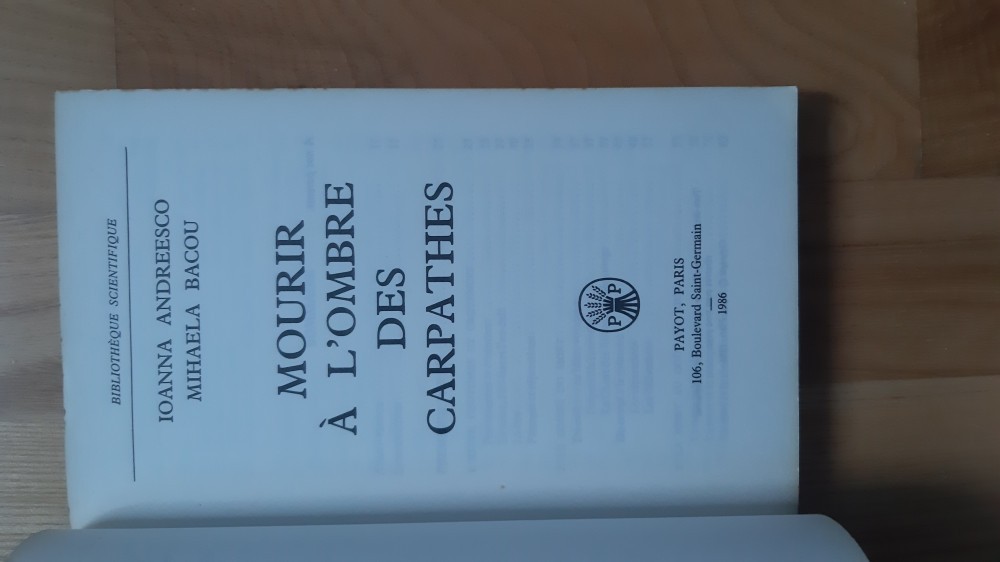 BIBLIOTHÈQUE SCIENTIFIQUE
IOANNA ANDREESCO
MIHAELA BACOU
MOURIR
À L'OMBRE
DES
CARPATHES
P P
PAYOT, PARIS
106, Boulevard Saint-Germain
1986